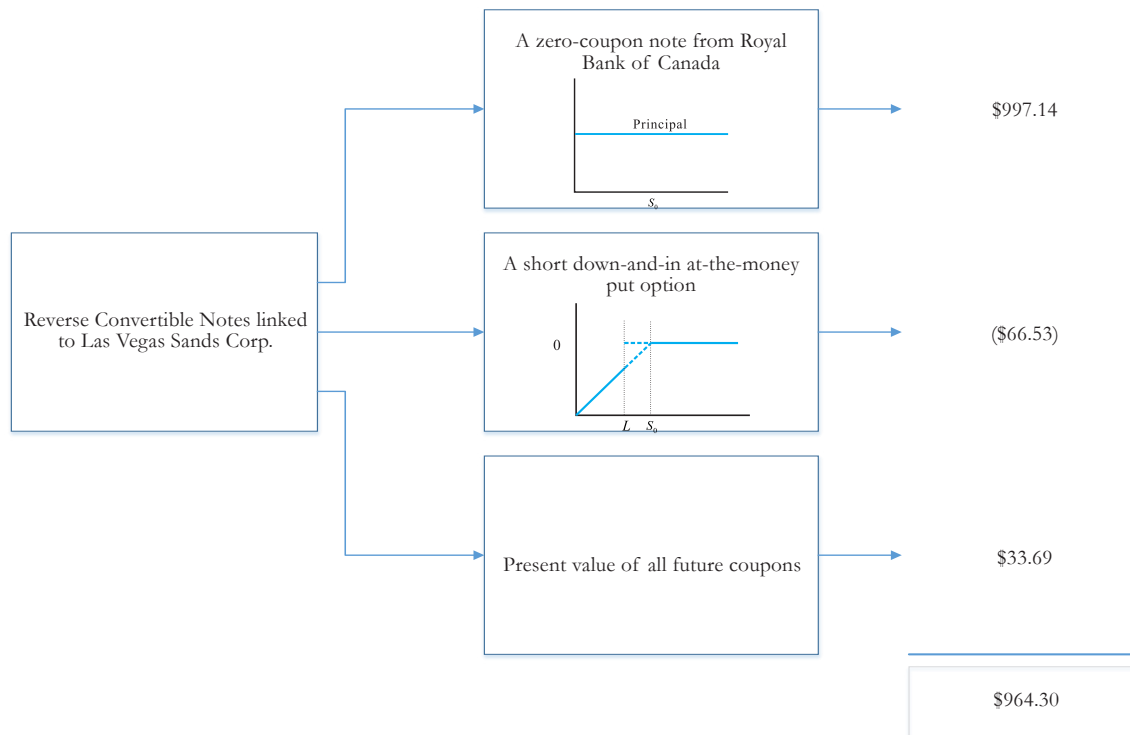 A zero-coupon note from Royal
Bank of Canada
Principal
S₀
$997.14
Reverse Convertible Notes linked
to Las Vegas Sands Corp.
A short down-and-in at-the-money
put option
0
L S₀
($66.53)
Present value of all future coupons
$33.69
$964.30